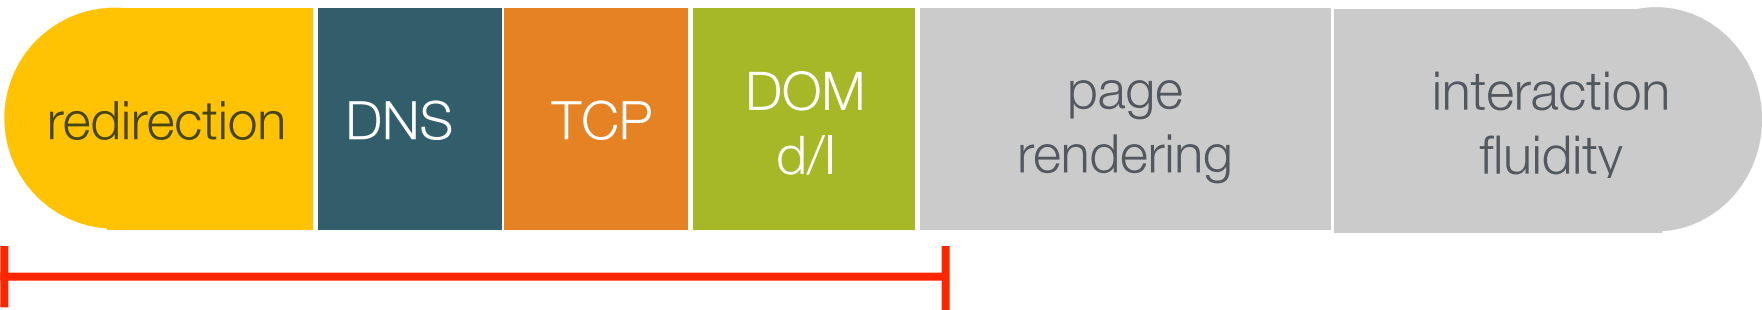 redirection
DNS
TCP
DOM
d/l
page
rendering
interaction
fluidity